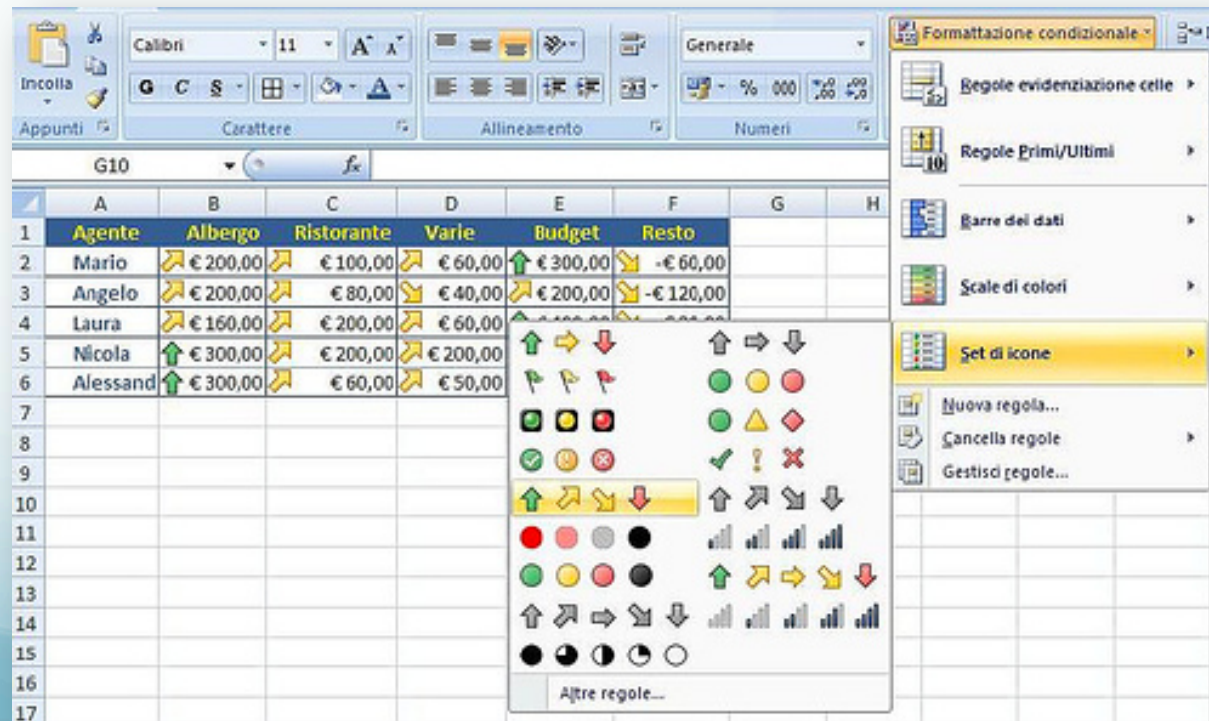 Incolla
Calibri
11
Generale
G C S
% 000
Appunti
Carattere
Allineamento
Numeri
Formattazione condizionale
Regole evidenziazione celle
Regole Primi/Ultimi
Barre dei dati
Scale di colori
Set di icone
Nuova regola...
Cancella regole
Gestisci regole...
G10
fx
A B C D E F G H
1 Agente Albergo Ristorante Varie Budget Resto
2 Mario € 200,00 € 100,00 € 60,00 € 300,00 -€ 60,00
3 Angelo € 200,00 € 80,00 € 40,00 € 200,00 -€ 120,00
4 Laura € 160,00 € 200,00 € 60,00
5 Nicola € 300,00 € 200,00 € 200,00
6 Alessand € 300,00 € 60,00 € 50,00
7
8
9
10
11
12
13
14
15
16
17
Altre regole...